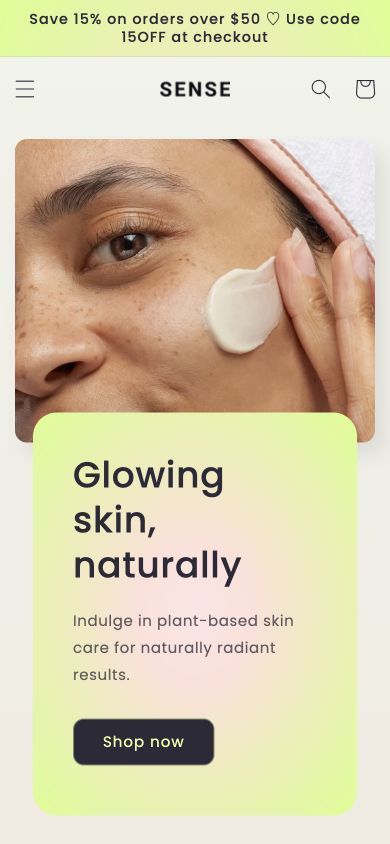 Save 15% on orders over $50 ♡ Use code
15OFF at checkout
SENSE
Glowing
skin,
naturally
Indulge in plant-based skin
care for naturally radiant
results.
Shop now